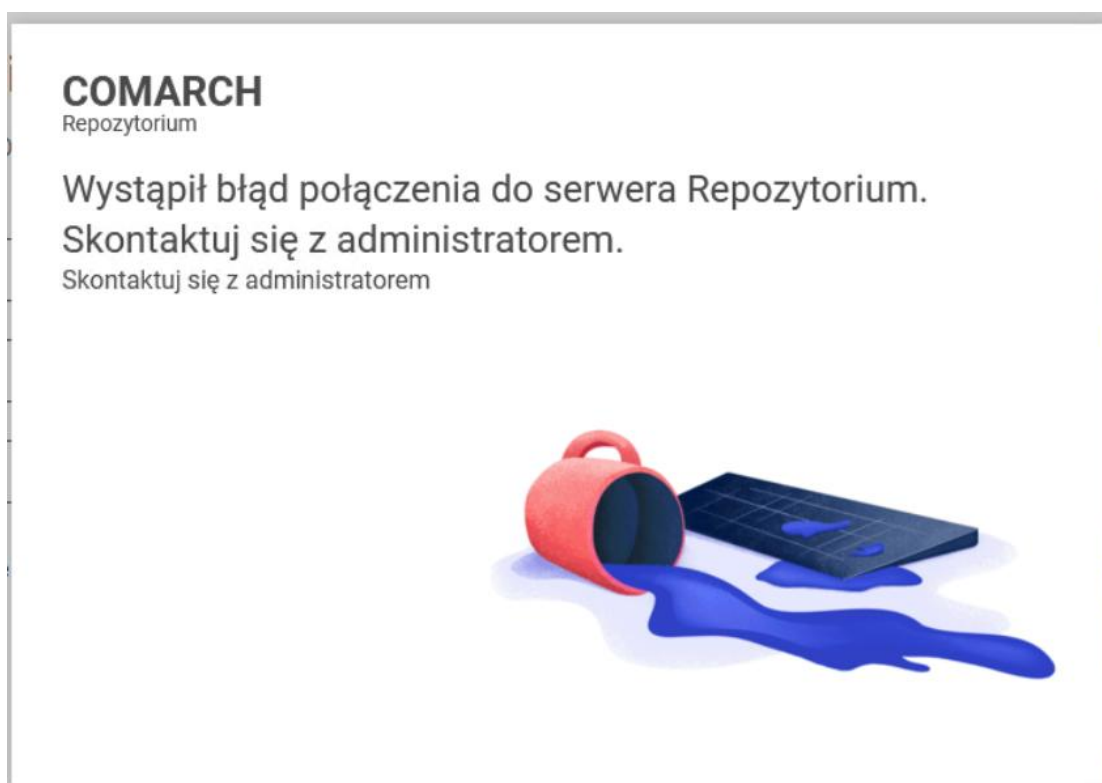 COMARCH
Repozytorium
Wystąpił błąd połączenia do serwera Repozytorium.
Skontaktuj się z administratorem.
Skontaktuj się z administratorem